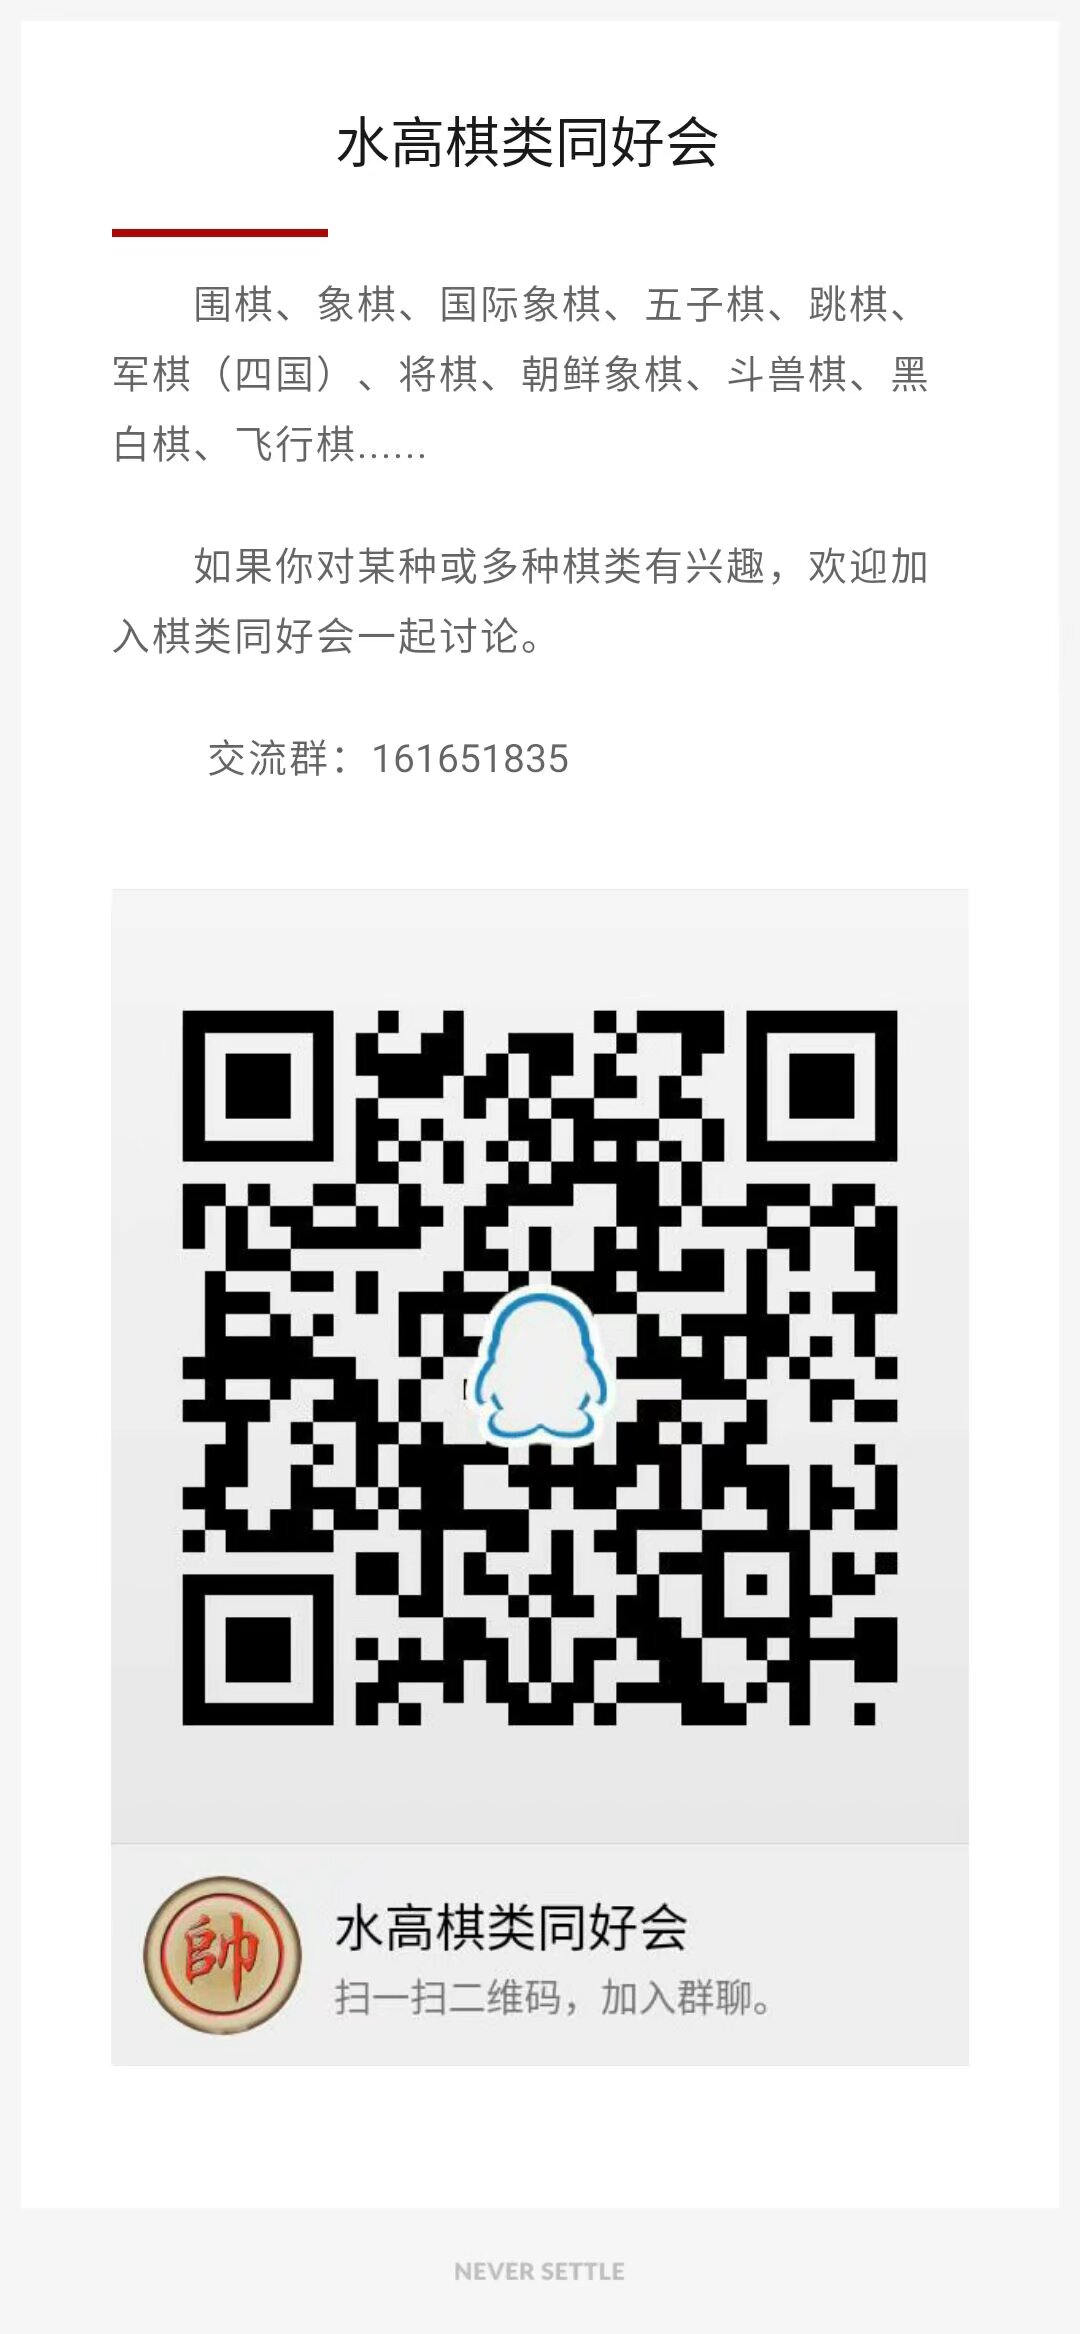 水高棋类同好会
围棋、象棋、国际象棋、五子棋、跳棋、
军棋（四国）、将棋、朝鲜象棋、斗兽棋、黑
白棋、飞行棋......
如果你对某种或多种棋类有兴趣，欢迎加
入棋类同好会一起讨论。
交流群：161651835
帥
水高棋类同好会
扫一扫二维码，加入群聊。
NEVER SETTLE